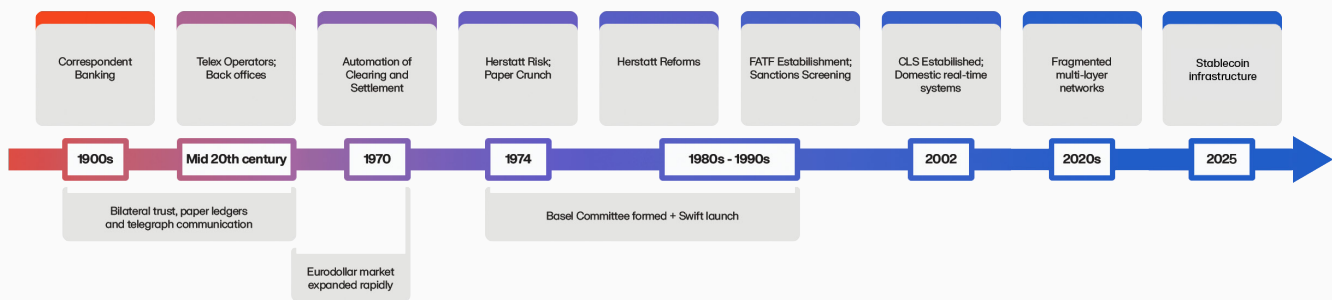 Correspondent
Banking
Telex Operators;
Back offices
Automation of
Clearing and
Settlement
Herstatt Risk;
Paper Crunch
Herstatt Reforms
FATF Estabilishment;
Sanctions Screening
CLS Estabilished;
Domestic real-time
systems
Fragmented
multi-layer
networks
Stablecoin
infrastructure
1900s
Mid 20th century
1970
1974
1980s - 1990s
2002
2020s
2025
Bilateral trust, paper ledgers
and telegraph communication
Basel Committee formed + Swift launch
Eurodollar market
expanded rapidly